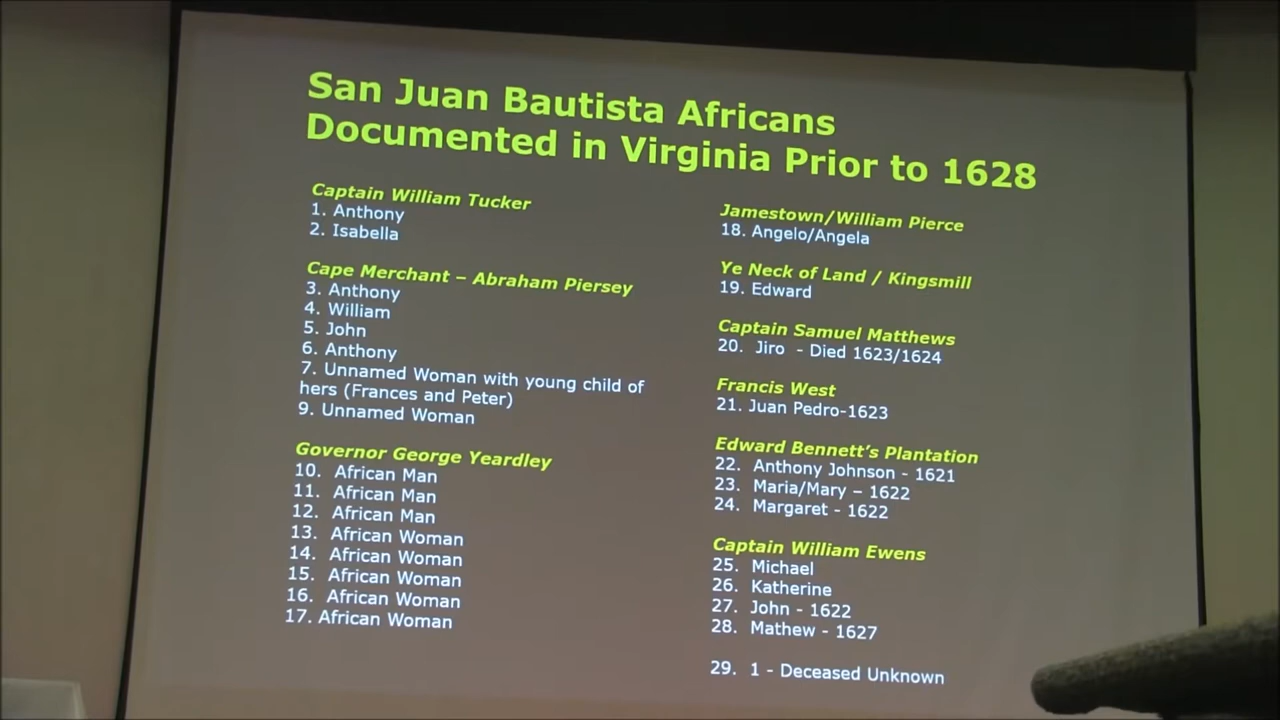 San Juan Bautista Africans
Documented in Virginia Prior to 1628
Captain William Tucker
1. Anthony
2. Isabella
Cape Merchant – Abraham Piersey
3. Anthony
4. William
5. John
6. Anthony
7. Unnamed Woman with young child of
hers (Frances and Peter)
9. Unnamed Woman
Governor George Yeardley
10. African Man
11. African Man
12. African Man
13. African Woman
14. African Woman
15. African Woman
16. African Woman
17. African Woman
Jamestown/William Pierce
18. Angelo/Angela
Ye Neck of Land / Kingsmill
19. Edward
Captain Samuel Matthews
20. Jiro - Died 1623/1624
Francis West
21. Juan Pedro-1623
Edward Bennett’s Plantation
22. Anthony Johnson - 1621
23. Maria/Mary – 1622
24. Margaret - 1622
Captain William Ewens
25. Michael
26. Katherine
27. John - 1622
28. Mathew - 1627
29. 1 - Deceased Unknown